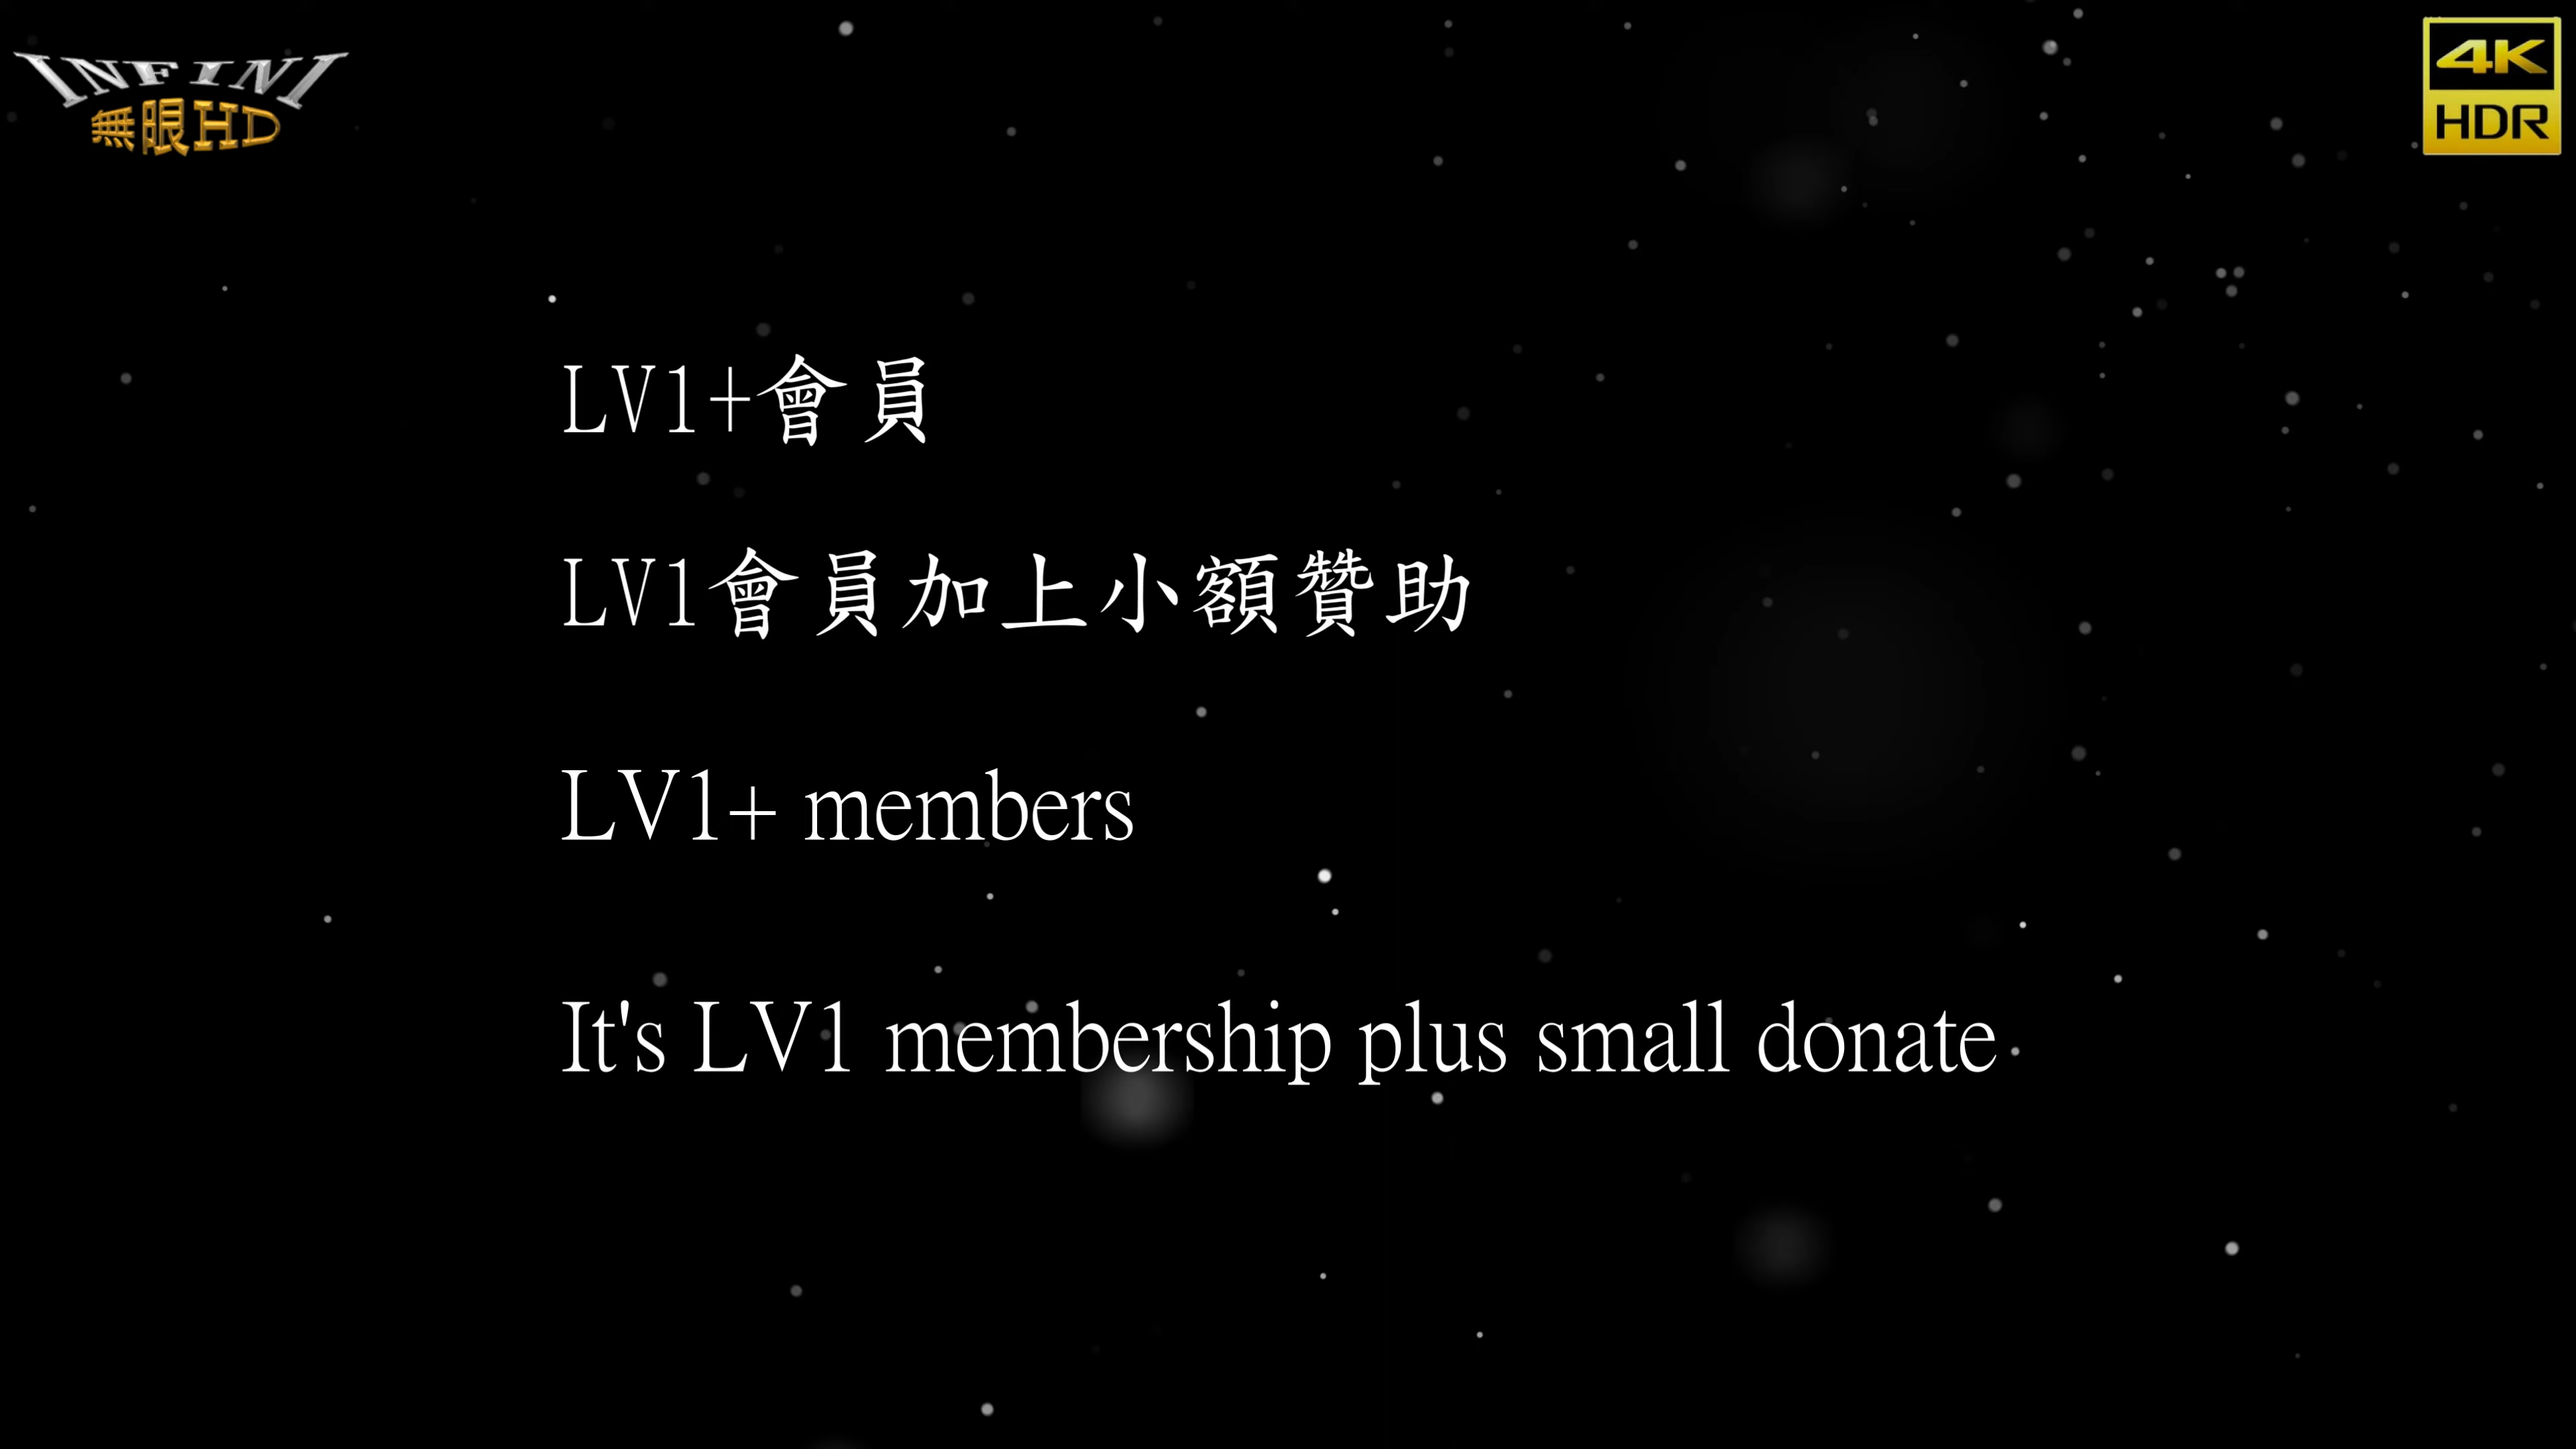 INFINI
無限HD
4K
HDR
LV1+會員
LV1會員加上小額贊助
LV1+ members
It's LV1 membership plus small donate